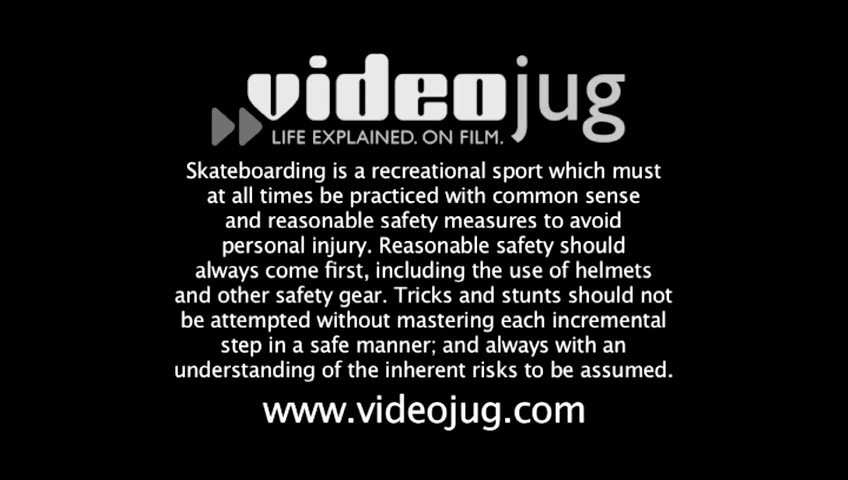 videojug
LIFE EXPLAINED. ON FILM.
Skateboarding is a recreational sport which must
at all times be practiced with common sense
and reasonable safety measures to avoid
personal injury. Reasonable safety should
always come first, including the use of helmets
and other safety gear. Tricks and stunts should not
be attempted without mastering each incremental
step in a safe manner; and always with an
understanding of the inherent risks to be assumed.
www.videojug.com